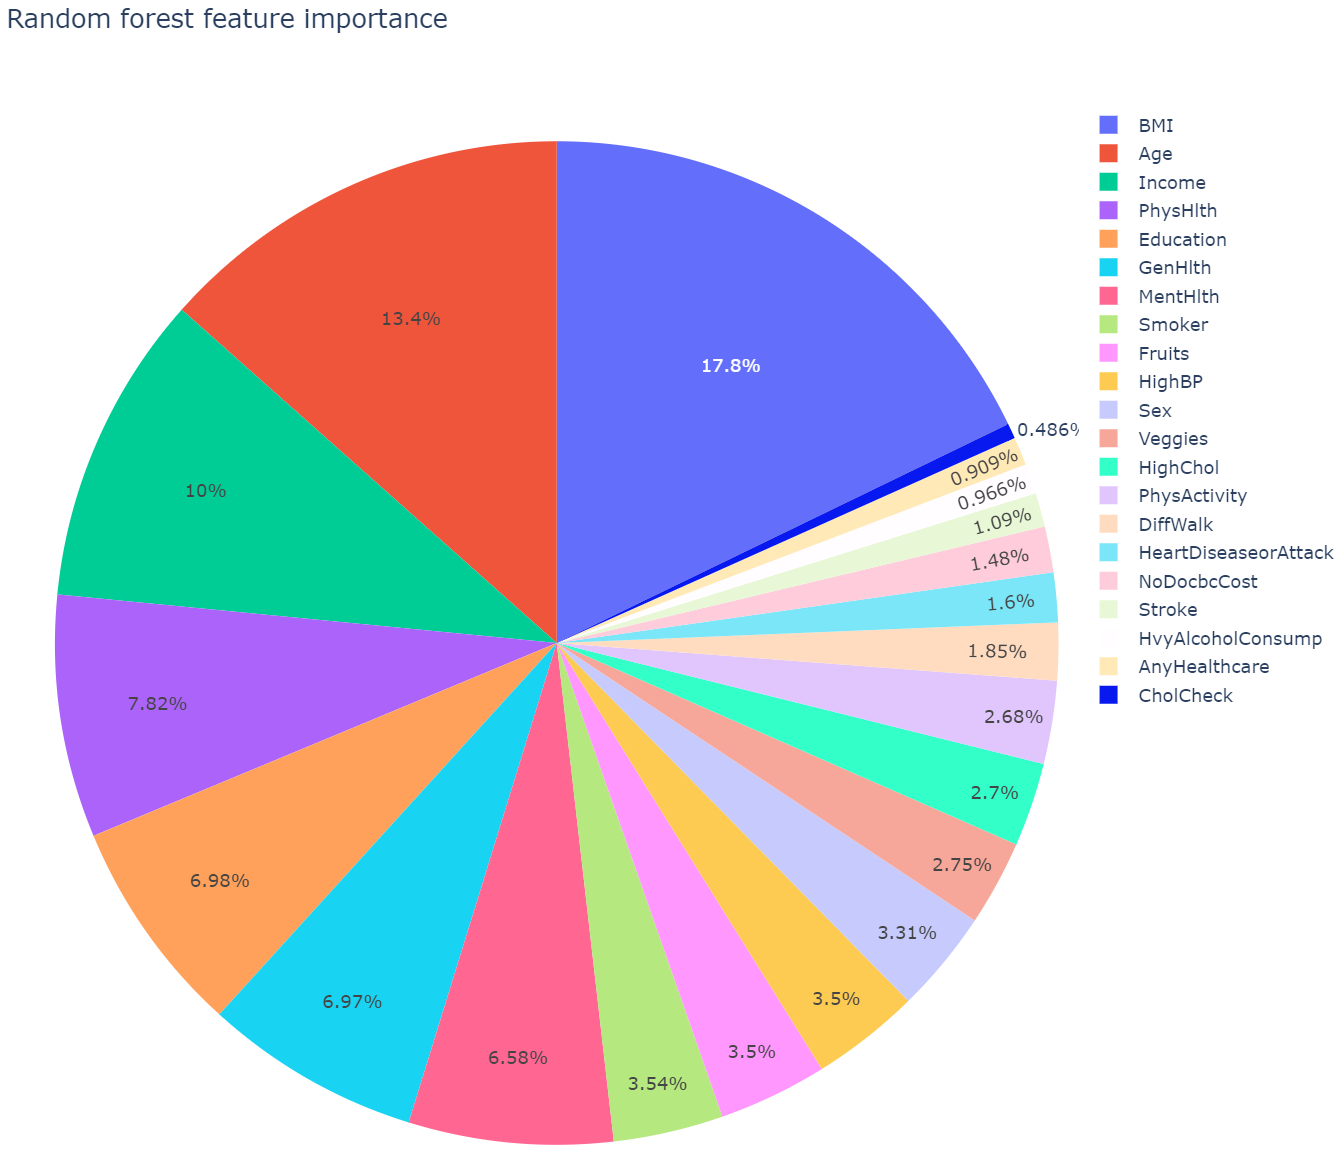 Random forest feature importance
BMI
Age
Income
PhysHlth
Education
GenHlth
MentHlth
Smoker
Fruits
HighBP
Sex
Veggies
HighChol
PhysActivity
DiffWalk
HeartDiseaseorAttack
NoDocbcCost
Stroke
HvyAlcoholConsump
AnyHealthcare
CholCheck
17.8%
13.4%
10%
7.82%
6.98%
6.97%
6.58%
3.54%
3.5%
3.5%
3.31%
2.75%
2.7%
2.68%
1.85%
1.6%
1.48%
1.09%
0.966%
0.909%
0.486%